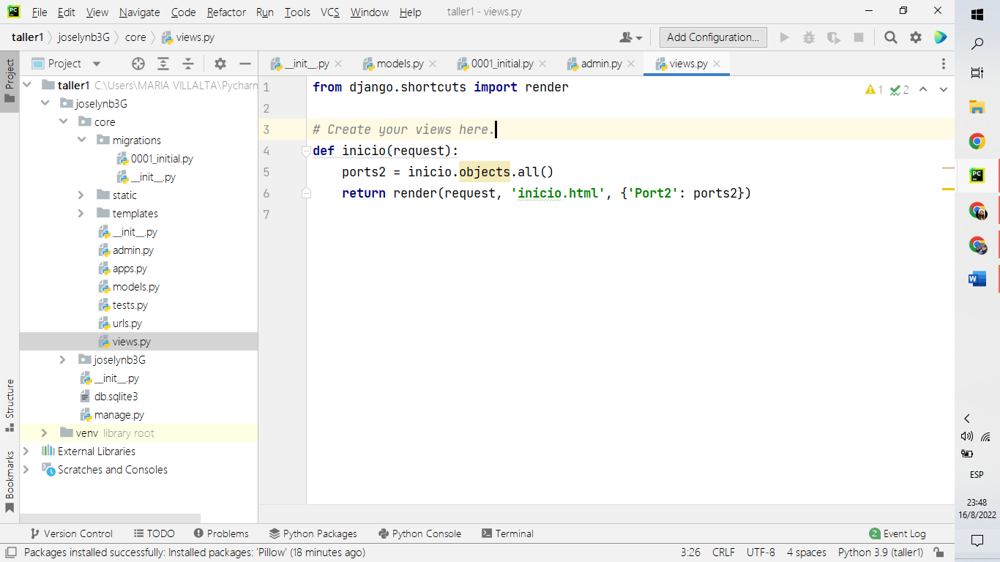 PC File Edit View Navigate Code Refactor Run Tools VCS Window Help taller1 - views.py
taller1 joselynb3G core views.py Add Configuration...
Project
__init__.py models.py 0001_initial.py admin.py views.py
Project
taller1 C:\Users\MARIA VILLALTA\Pycharm
joselynb3G
core
migrations
0001_initial.py
__init__.py
static
templates
__init__.py
admin.py
apps.py
models.py
tests.py
urls.py
views.py
joselynb3G
__init__.py
db.sqlite3
manage.py
venv library root
External Libraries
Scratches and Consoles
Structure
Bookmarks
1 from django.shortcuts import render
2
3 # Create your views here.
4 def inicio(request):
5 ports2 = inicio.objects.all()
6 return render(request, 'inicio.html', {'Port2': ports2})
7
1 2
Version Control TODO Problems Python Packages Python Console Terminal 2 Event Log
Packages installed successfully: Installed packages: 'Pillow' (18 minutes ago) 3:26 CRLF UTF-8 4 spaces Python 3.9 (taller1)
PC
W
ESP
23:48
16/8/2022